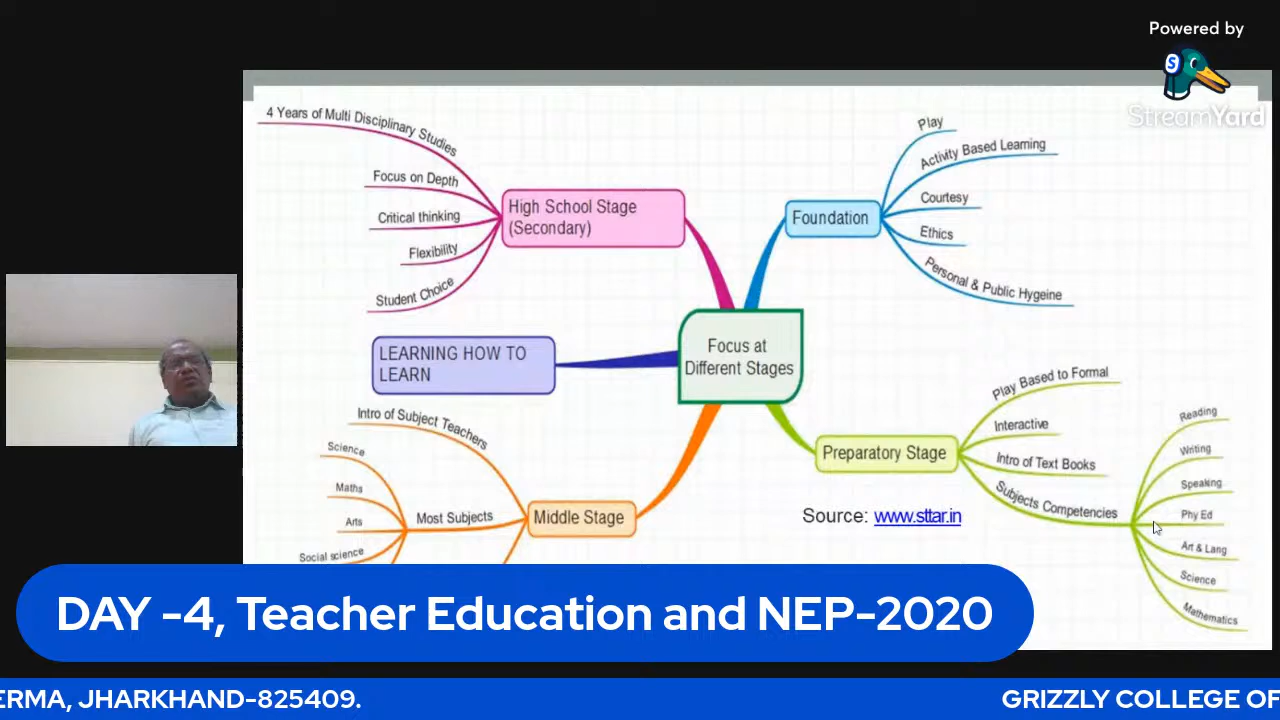 Powered by
S
StreamYard
4 Years of Multi Disciplinary Studies
Focus on Depth
Critical thinking
Flexibility
Student Choice
High School Stage
(Secondary)
Play
Activity Based Learning
Courtesy
Ethics
Personal & Public Hygeine
Foundation
LEARNING HOW TO
LEARN
Focus at
Different Stages
Intro of Subject Teachers
Science
Maths
Arts
Social science
Most Subjects
Middle Stage
Preparatory Stage
Play Based to Formal
Interactive
Intro of Text Books
Subjects Competencies
Reading
Writing
Speaking
Phy Ed
Art & Lang
Science
Mathematics
Source: www.sttar.in
DAY -4, Teacher Education and NEP-2020
ERMA, JHARKHAND-825409.
GRIZZLY COLLEGE OF